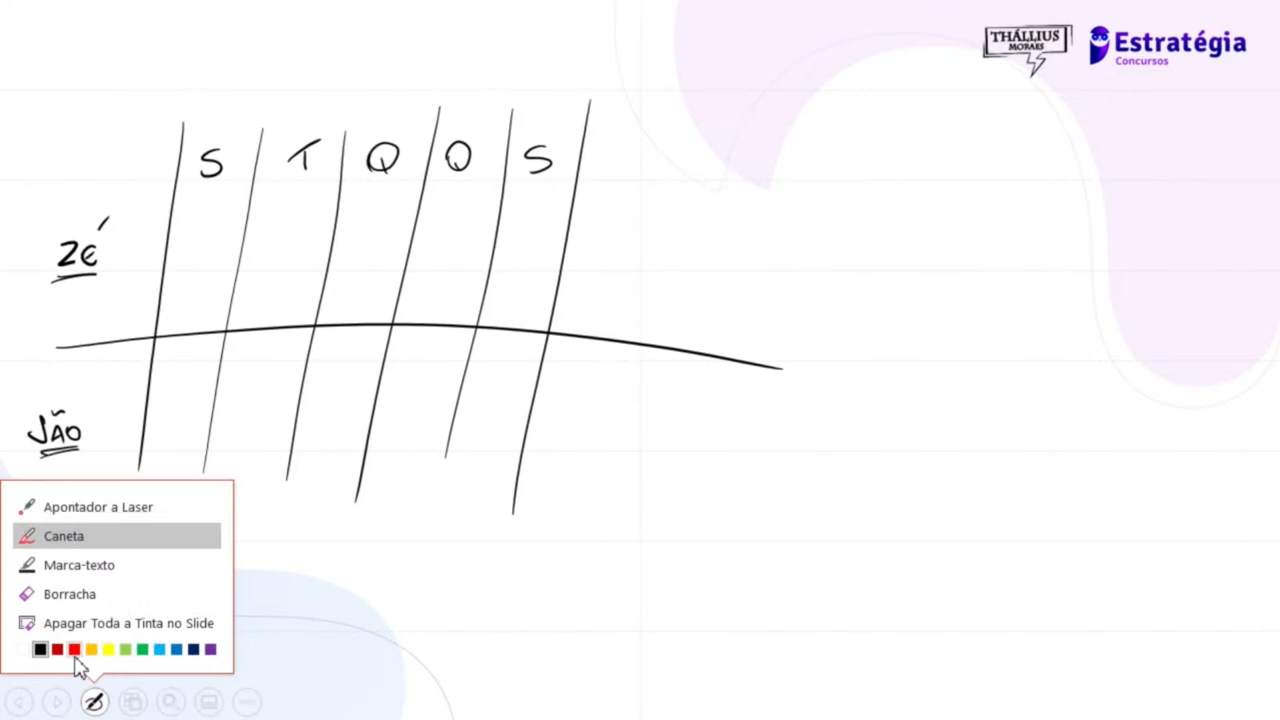 THÁLLIUS
MORAES
Estratégia
Concursos
S T Q Q S
ZÉ
JÃO
Apontador a Laser
Caneta
Marca-texto
Borracha
Apagar Toda a Tinta no Slide